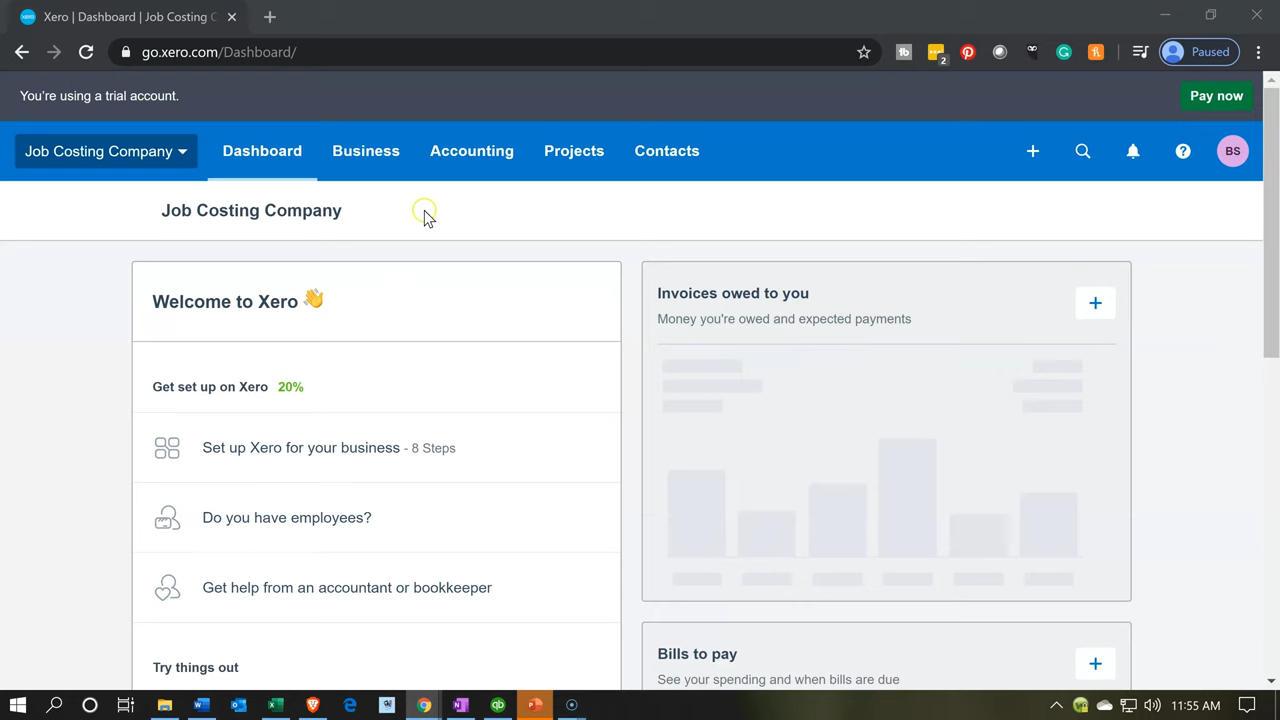 Xero | Dashboard | Job Costing C
go.xero.com/Dashboard/
2
Paused
You're using a trial account.
Pay now
Job Costing Company
Dashboard
Business
Accounting
Projects
Contacts
BS
Job Costing Company
Welcome to Xero
Get set up on Xero 20%
Set up Xero for your business - 8 Steps
Do you have employees?
Get help from an accountant or bookkeeper
Try things out
Invoices owed to you
Money you're owed and expected payments
Bills to pay
See your spending and when bills are due
11:55 AM